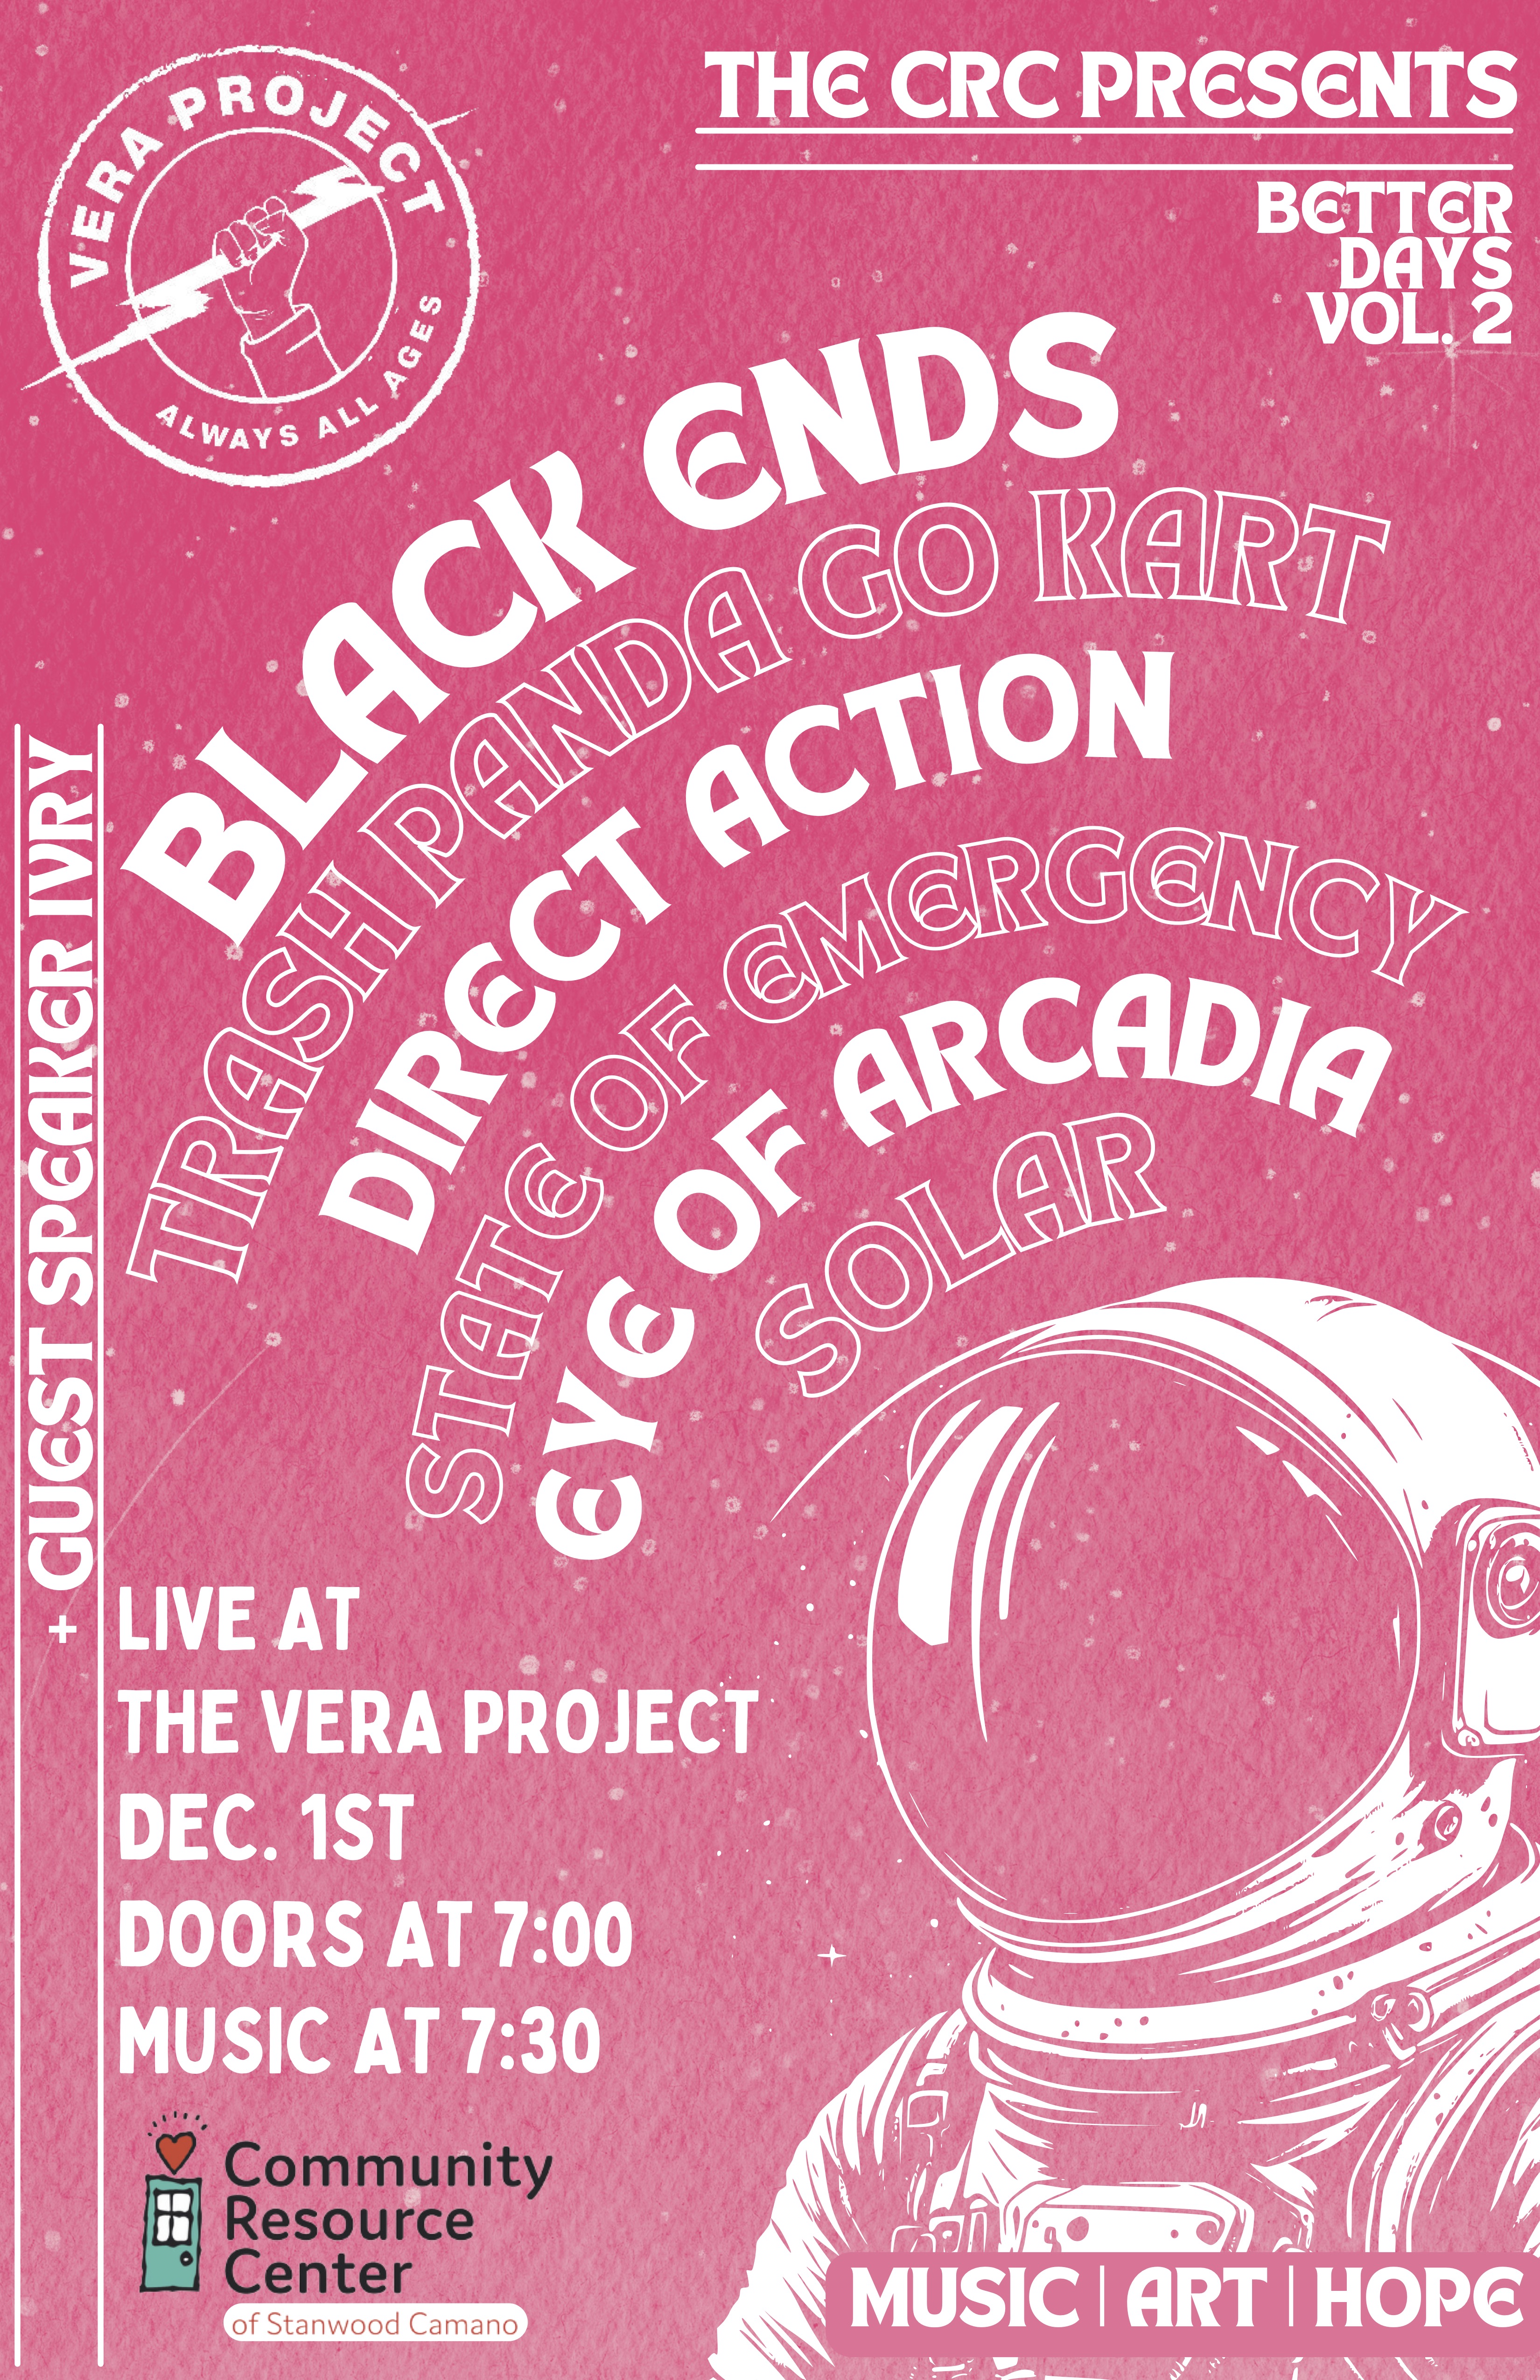 VERA PROJECT
ALWAYS ALL AGES
THE CRC PRESENTS
BETTER
DAYS
VOL. 2
BLACK ENDS
TRASH PANDA GO KART
DIRECT ACTION
STATE OF EMERGENCY
EYE OF ARCADIA
SOLAR
+ GUEST SPEAKER IVRY
LIVE AT
THE VERA PROJECT
DEC. 1ST
DOORS AT 7:00
MUSIC AT 7:30
Community
Resource
Center
of Stanwood Camano
MUSIC | ART | HOPE